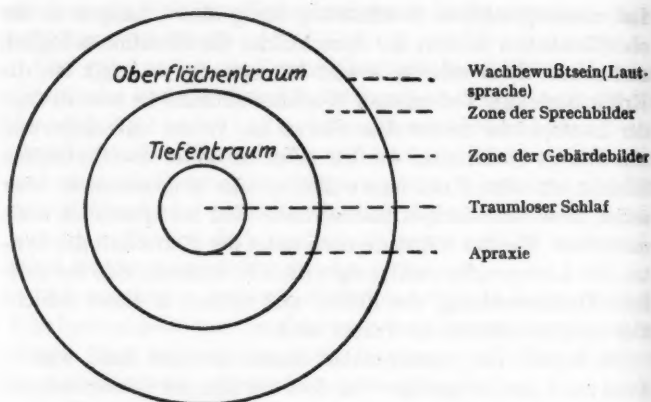 Oberflächentraum
Wachbewußtsein(Laut-
sprache)
Zone der Sprechbilder
Tiefentraum
Zone der Gebärdebilder
Traumloser Schlaf
Apraxie